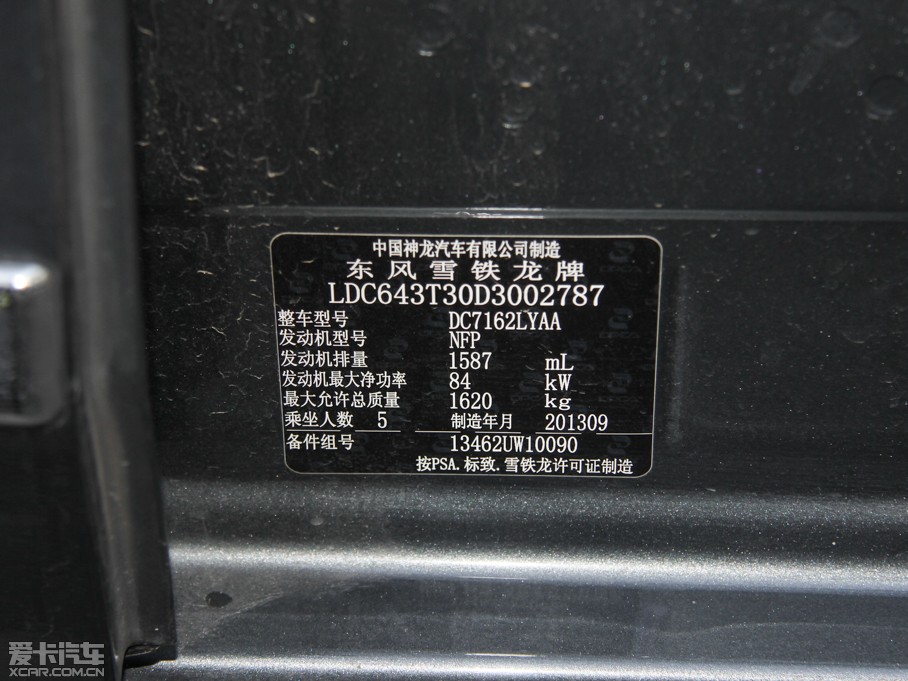 中国神龙汽车有限公司制造
东风雪铁龙牌
LDC643T30D3002787
整车型号 DC7162LYAA
发动机型号 NFP
发动机排量 1587 mL
发动机最大净功率 84 kW
最大允许总质量 1620 kg
乘坐人数 5 制造年月 201309
备件组号 13462UW10090
按PSA.标致.雪铁龙许可证制造
爱卡汽车
XCAR.COM.CN